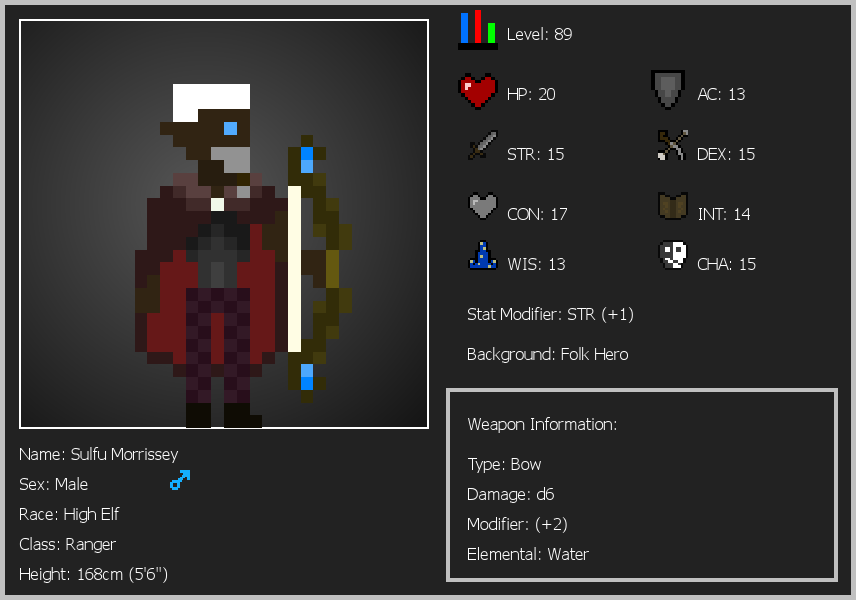 Level: 89
HP: 20
AC: 13
STR: 15
DEX: 15
CON: 17
INT: 14
WIS: 13
CHA: 15
Stat Modifier: STR (+1)
Background: Folk Hero
Weapon Information:
Type: Bow
Damage: d6
Modifier: (+2)
Elemental: Water
Name: Sulfu Morrissey
Sex: Male
Race: High Elf
Class: Ranger
Height: 168cm (5'6")